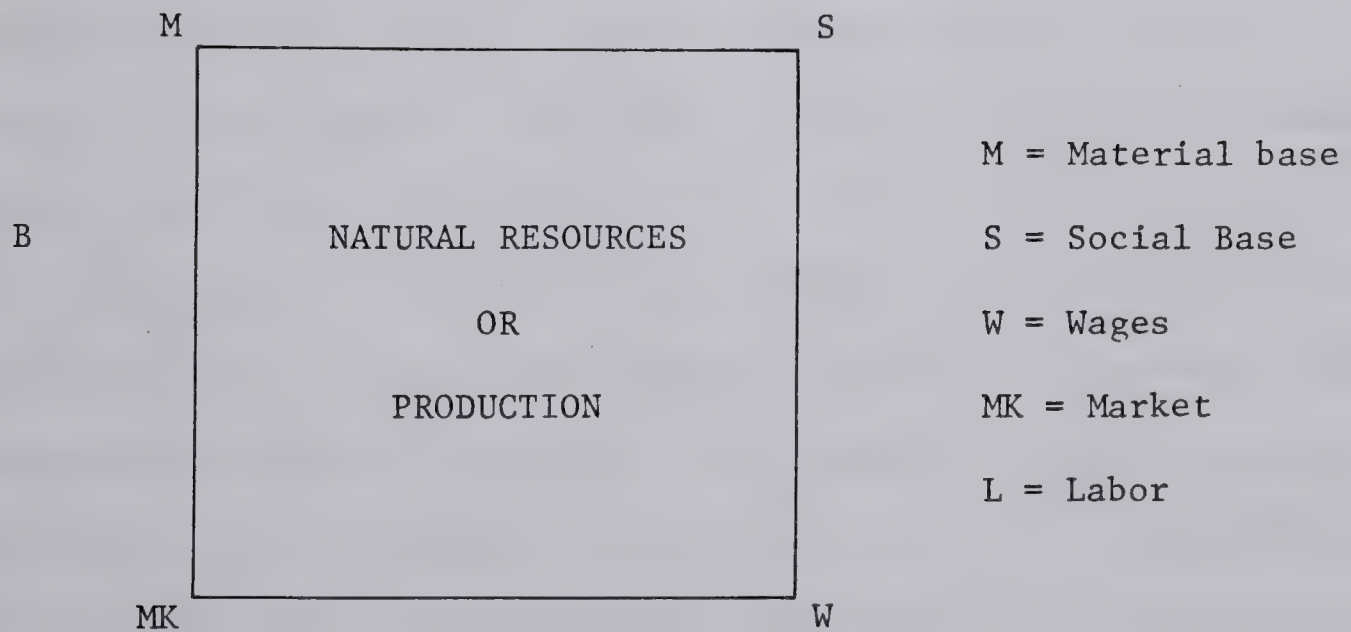 M S
M = Material base
B NATURAL RESOURCES S = Social Base
OR W = Wages
PRODUCTION MK = Market
L = Labor
MK W